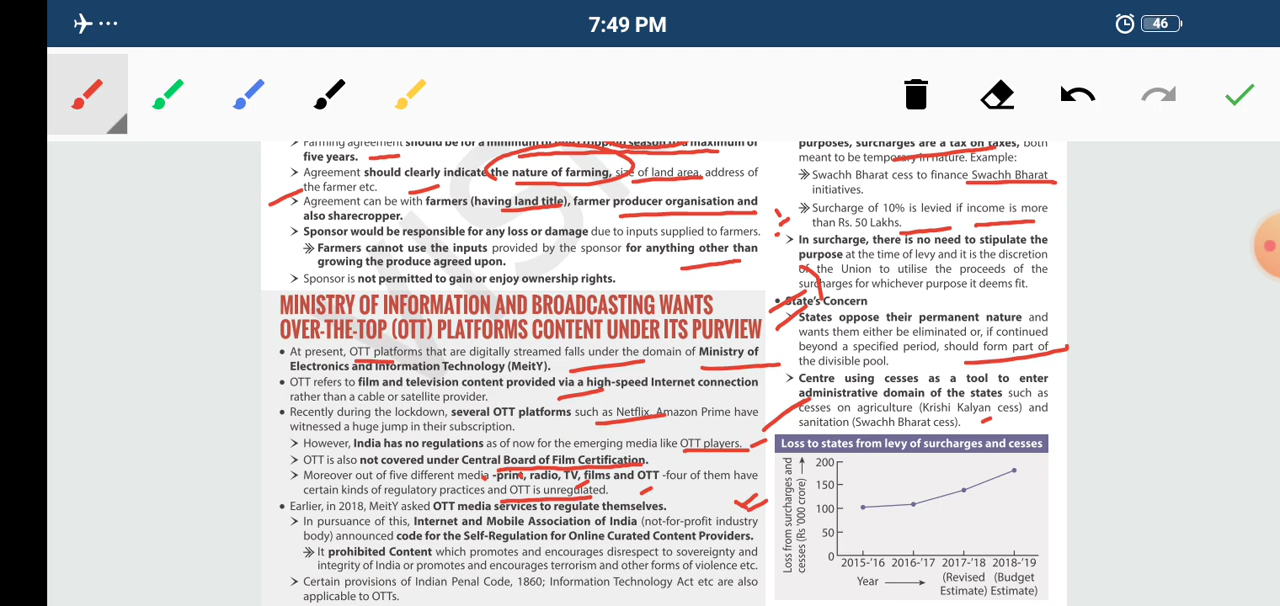 7:49 PM
46
Farming agreement should be for a minimum of one cropping season to a maximum of
five years.
➢ Agreement should clearly indicate the nature of farming, size of land area, address of
the farmer etc.
➢ Agreement can be with farmers (having land title), farmer producer organisation and
also sharecropper.
➢ Sponsor would be responsible for any loss or damage due to inputs supplied to farmers.
Farmers cannot use the inputs provided by the sponsor for anything other than
growing the produce agreed upon.
➢ Sponsor is not permitted to gain or enjoy ownership rights.
MINISTRY OF INFORMATION AND BROADCASTING WANTS
OVER-THE-TOP (OTT) PLATFORMS CONTENT UNDER ITS PURVIEW
• At present, OTT platforms that are digitally streamed falls under the domain of Ministry of
Electronics and Information Technology (MeitY).
• OTT refers to film and television content provided via a high-speed Internet connection
rather than a cable or satellite provider.
• Recently during the lockdown, several OTT platforms such as Netflix, Amazon Prime have
witnessed a huge jump in their subscription.
➢ However, India has no regulations as of now for the emerging media like OTT players.
➢ OTT is also not covered under Central Board of Film Certification.
➢ Moreover out of five different media -print, radio, TV, films and OTT -four of them have
certain kinds of regulatory practices and OTT is unregulated.
• Earlier, in 2018, MeitY asked OTT media services to regulate themselves.
➢ In pursuance of this, Internet and Mobile Association of India (not-for-profit industry
body) announced code for the Self-Regulation for Online Curated Content Providers.
It prohibited Content which promotes and encourages disrespect to sovereignty and
integrity of India or promotes and encourages terrorism and other forms of violence etc.
➢ Certain provisions of Indian Penal Code, 1860; Information Technology Act etc are also
applicable to OTTs.
purposes, surcharges are a tax on taxes, both
meant to be temporary in nature. Example:
Swachh Bharat cess to finance Swachh Bharat
initiatives.
Surcharge of 10% is levied if income is more
than Rs. 50 Lakhs.
➢ In surcharge, there is no need to stipulate the
purpose at the time of levy and it is the discretion
of the Union to utilise the proceeds of the
surcharges for whichever purpose it deems fit.
• State's Concern
➢ States oppose their permanent nature and
wants them either be eliminated or, if continued
beyond a specified period, should form part of
the divisible pool.
➢ Centre using cesses as a tool to enter
administrative domain of the states such as
cesses on agriculture (Krishi Kalyan cess) and
sanitation (Swachh Bharat cess).
Loss to states from levy of surcharges and cesses
Loss from surcharges and
cesses (Rs '000 crore)
200
150
100
50
0
2015-'16 2016-'17 2017-'18 2018-'19
Year (Revised (Budget
Estimate) Estimate)